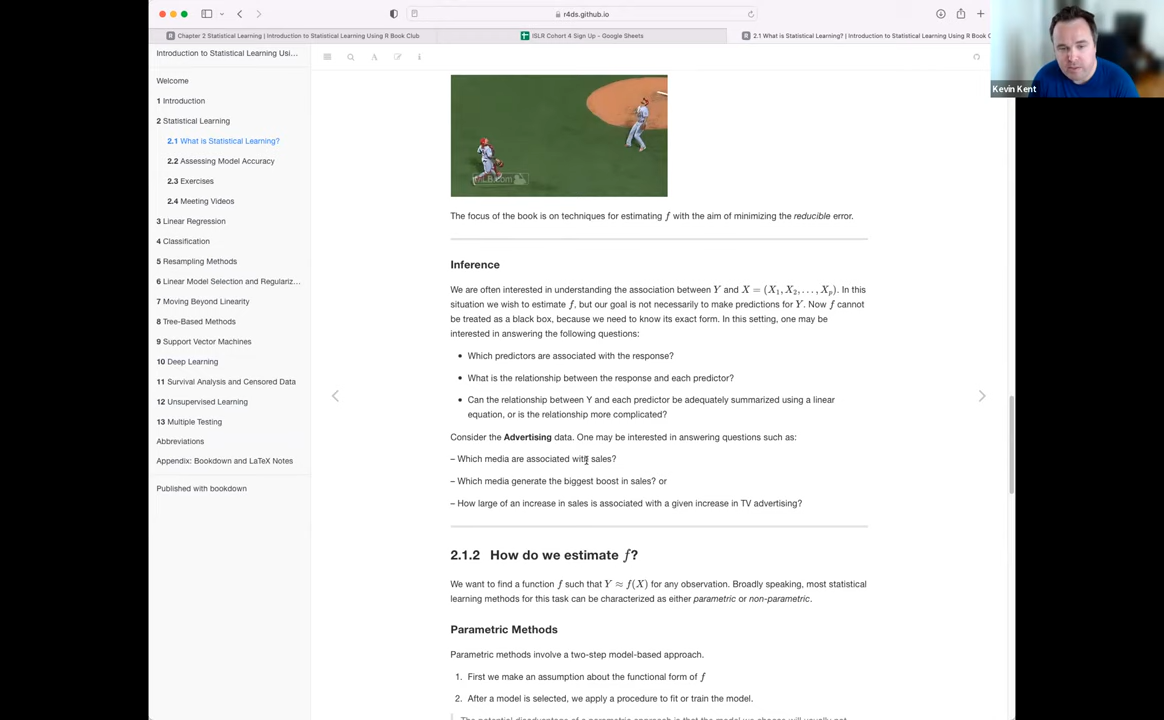 r4ds.github.io
Chapter 2 Statistical Learning | Introduction to Statistical Learning Using R Book Club
ISLR Cohort 4 Sign Up - Google Sheets
2.1 What is Statistical Learning? | Introduction to Statistical Learning Using R Book C
Kevin Kent
Introduction to Statistical Learning Usi...
Welcome
1 Introduction
2 Statistical Learning
2.1 What is Statistical Learning?
2.2 Assessing Model Accuracy
2.3 Exercises
2.4 Meeting Videos
3 Linear Regression
4 Classification
5 Resampling Methods
6 Linear Model Selection and Regulariz...
7 Moving Beyond Linearity
8 Tree-Based Methods
9 Support Vector Machines
10 Deep Learning
11 Survival Analysis and Censored Data
12 Unsupervised Learning
13 Multiple Testing
Abbreviations
Appendix: Bookdown and LaTeX Notes
Published with bookdown
The focus of the book is on techniques for estimating f with the aim of minimizing the reducible error.
Inference
We are often interested in understanding the association between Y and X = (X1, X2, . . . , Xp). In this
situation we wish to estimate f, but our goal is not necessarily to make predictions for Y. Now f cannot
be treated as a black box, because we need to know its exact form. In this setting, one may be
interested in answering the following questions:
• Which predictors are associated with the response?
• What is the relationship between the response and each predictor?
• Can the relationship between Y and each predictor be adequately summarized using a linear
equation, or is the relationship more complicated?
Consider the Advertising data. One may be interested in answering questions such as:
– Which media are associated with sales?
– Which media generate the biggest boost in sales? or
– How large of an increase in sales is associated with a given increase in TV advertising?
2.1.2 How do we estimate f?
We want to find a function f such that Y ≈ f(X) for any observation. Broadly speaking, most statistical
learning methods for this task can be characterized as either parametric or non-parametric.
Parametric Methods
Parametric methods involve a two-step model-based approach.
1. First we make an assumption about the functional form of f
2. After a model is selected, we apply a procedure to fit or train the model.